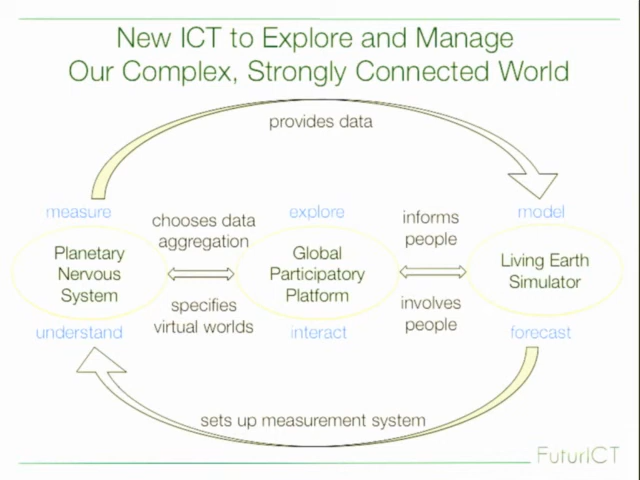 New ICT to Explore and Manage
Our Complex, Strongly Connected World
provides data
measure
explore
model
chooses data
aggregation
informs
people
Planetary
Nervous
System
Global
Participatory
Platform
Living Earth
Simulator
specifies
virtual worlds
involves
people
understand
interact
forecast
sets up measurement system
FuturICT